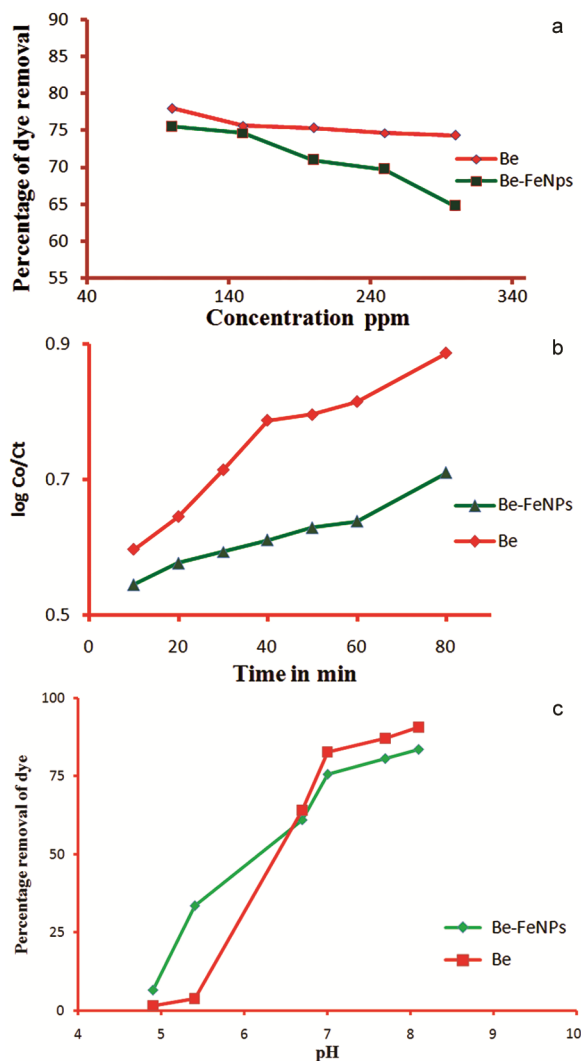 a
Percentage of dye removal
90
85
80
75
70
65
60
55
40
140
240
340
Concentration ppm
Be
Be-FeNps
b
log Co/Ct
0.9
0.7
0.5
0
20
40
60
80
Time in min
Be-FeNPs
Be
c
Percentage removal of dye
100
75
50
25
0
4
5
6
7
8
9
10
pH
Be-FeNPs
Be